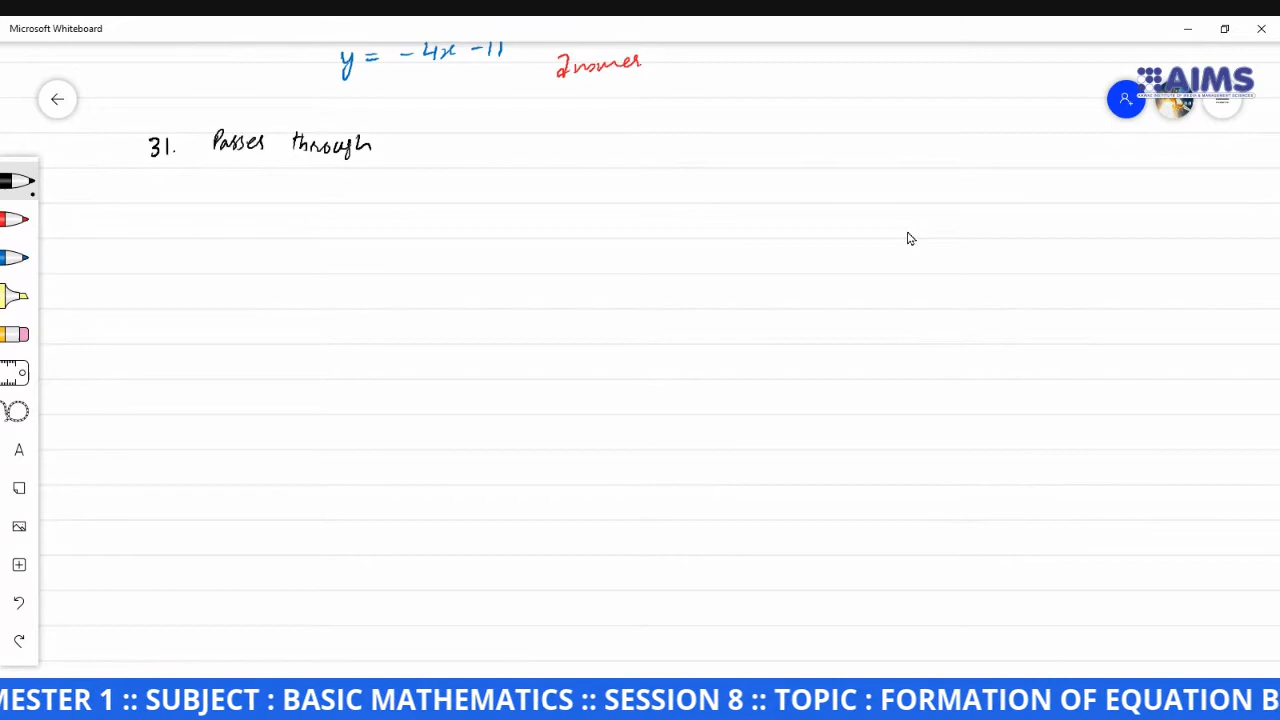 Microsoft Whiteboard
y = -4x -11 Answer
AIMS
31. Passes through
A
MESTER 1 :: SUBJECT : BASIC MATHEMATICS :: SESSION 8 :: TOPIC : FORMATION OF EQUATION B